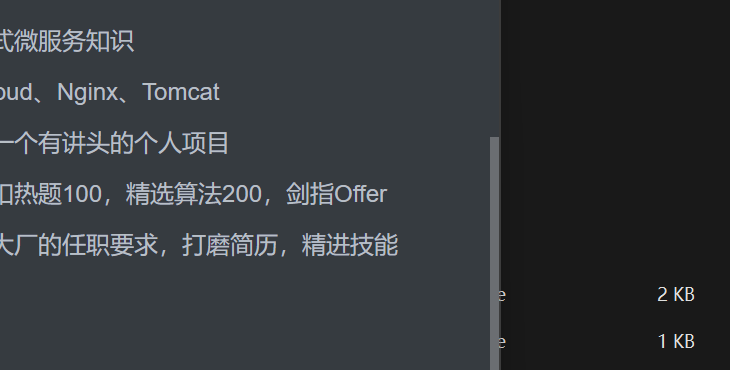 式微服务知识
oud、Nginx、Tomcat
一个有讲头的个人项目
扣热题100，精选算法200，剑指Offer
大厂的任职要求，打磨简历，精进技能
e 2 KB
e 1 KB